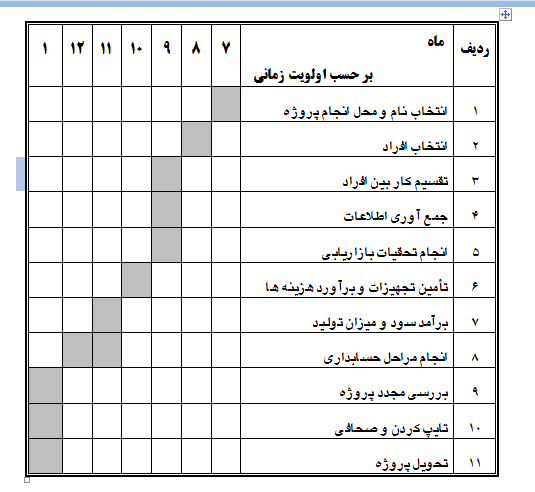 ردیف ماه ۷ ۸ ۹ ۱۰ ۱۱ ۱۲ ۱
بر حسب اولویت زمانی
۱ انتخاب نام و محل انجام پروژه
۲ انتخاب افراد
۳ تقسیم کار بین افراد
۴ جمع آوری اطلاعات
۵ انجام تحقیات بازاریابی
۶ تأمین تجهیزات و برآورد هزینه ها
۷ برآمد سود و میزان تولید
۸ انجام مراحل حسابداری
۹ بررسی مجدد پروژه
۱۰ تایپ کردن و صحافی
۱۱ تحویل پروژه